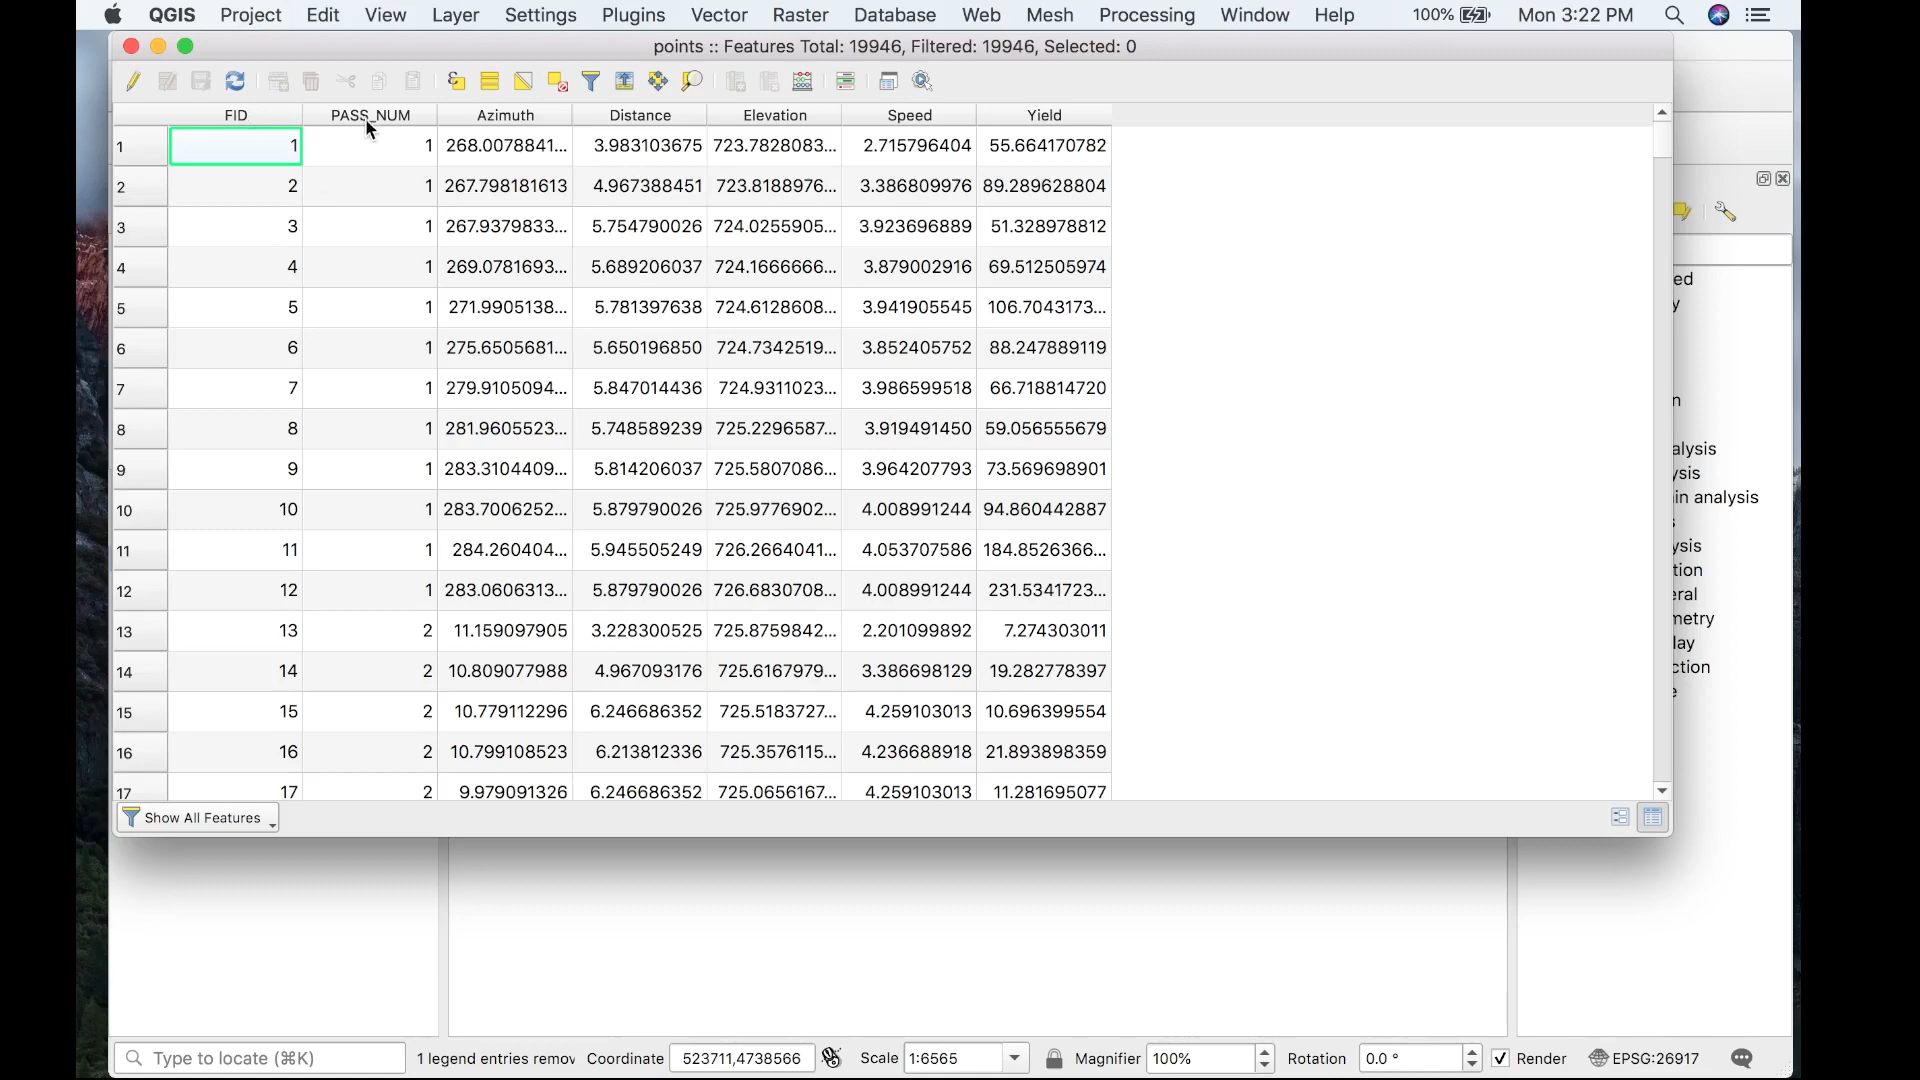 QGIS Project Edit View Layer Settings Plugins Vector Raster Database Web Mesh Processing Window Help 100% Mon 3:22 PM
points :: Features Total: 19946, Filtered: 19946, Selected: 0
FID PASS_NUM Azimuth Distance Elevation Speed Yield
1 1 1 268.0078841... 3.983103675 723.7828083... 2.715796404 55.664170782
2 2 1 267.798181613 4.967388451 723.8188976... 3.386809976 89.289628804
3 3 1 267.9379833... 5.754790026 724.0255905... 3.923696889 51.328978812
4 4 1 269.0781693... 5.689206037 724.1666666... 3.879002916 69.512505974
5 5 1 271.9905138... 5.781397638 724.6128608... 3.941905545 106.7043173...
6 6 1 275.6505681... 5.650196850 724.7342519... 3.852405752 88.247889119
7 7 1 279.9105094... 5.847014436 724.9311023... 3.986599518 66.718814720
8 8 1 281.9605523... 5.748589239 725.2296587... 3.919491450 59.056555679
9 9 1 283.3104409... 5.814206037 725.5807086... 3.964207793 73.569698901
10 10 1 283.7006252... 5.879790026 725.9776902... 4.008991244 94.860442887
11 11 1 284.260404... 5.945505249 726.2664041... 4.053707586 184.8526366...
12 12 1 283.0606313... 5.879790026 726.6830708... 4.008991244 231.5341723...
13 13 2 11.159097905 3.228300525 725.8759842... 2.201099892 7.274303011
14 14 2 10.809077988 4.967093176 725.6167979... 3.386698129 19.282778397
15 15 2 10.779112296 6.246686352 725.5183727... 4.259103013 10.696399554
16 16 2 10.799108523 6.213812336 725.3576115... 4.236688918 21.893898359
17 17 2 9.979091326 6.246686352 725.0656167... 4.259103013 11.281695077
Show All Features
ed
y
n
alysis
ysis
in analysis
s
ysis
tion
eral
metry
lay
ction
e
Type to locate (⌘K) 1 legend entries remov Coordinate 523711,4738566 Scale 1:6565 Magnifier 100% Rotation 0.0 ° Render EPSG:26917